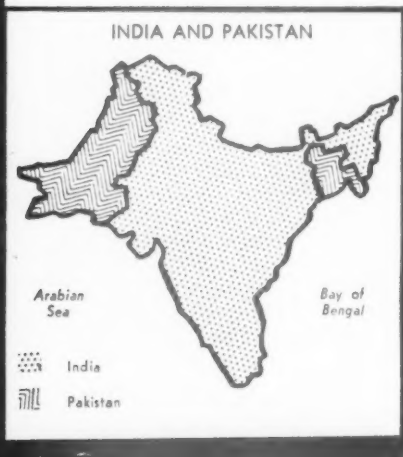 INDIA AND PAKISTAN
Arabian
Sea
Bay of
Bengal
India
Pakistan